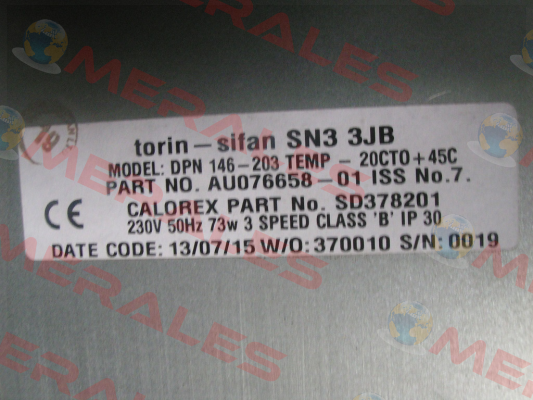 MERALES
torin – sifan SN3 3JB
MODEL: DPN 146–203 TEMP – 20CTO+45C
PART NO. AU076658–01 ISS No.7.
CALOREX PART No. SD378201
230V 50Hz 73w 3 SPEED CLASS 'B' IP 30
DATE CODE: 13/07/15 W/O: 370010 S/N: 0019
CE
MERALES
MERALES